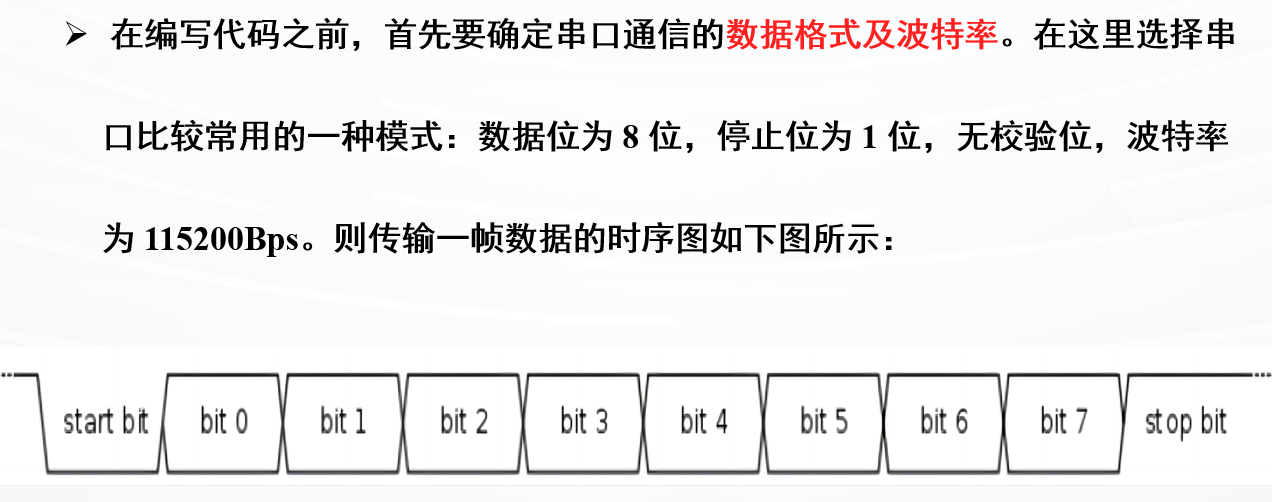 ➢ 在编写代码之前，首先要确定串口通信的数据格式及波特率。在这里选择串
口比较常用的一种模式：数据位为 8 位，停止位为 1 位，无校验位，波特率
为 115200Bps。则传输一帧数据的时序图如下图所示：
start bit bit 0 bit 1 bit 2 bit 3 bit 4 bit 5 bit 6 bit 7 stop bit